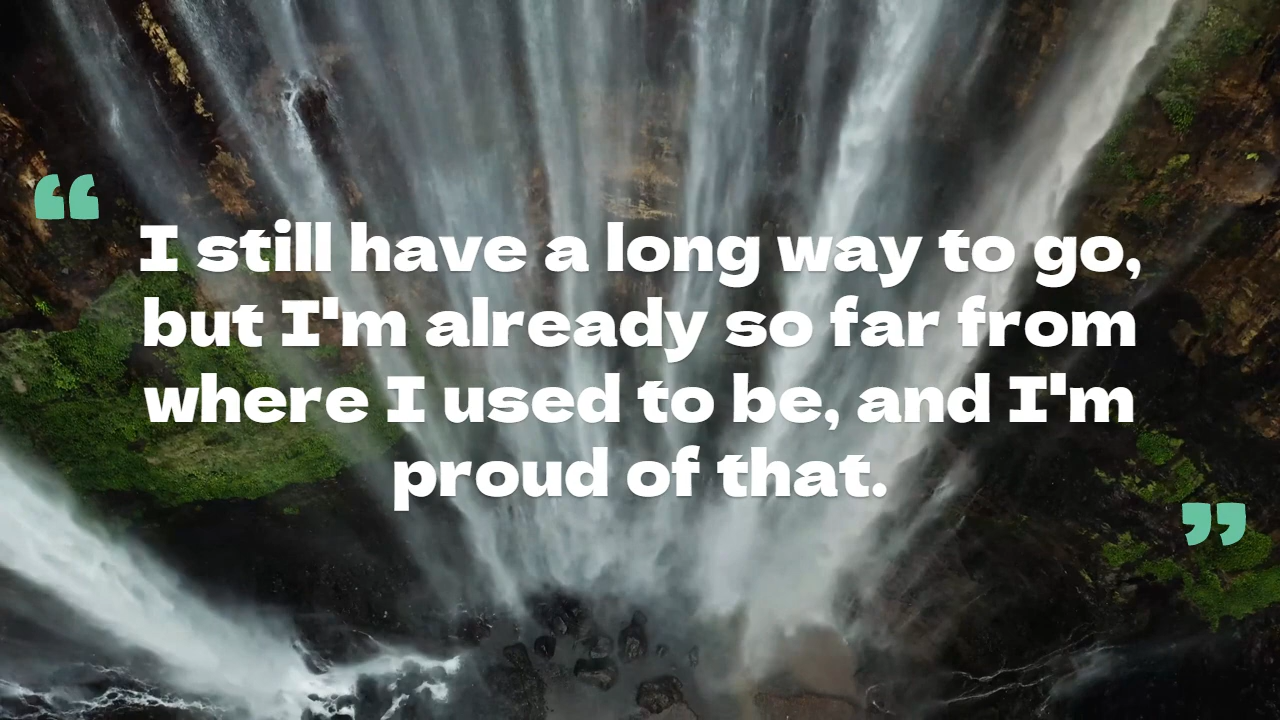 “
I still have a long way to go,
but I'm already so far from
where I used to be, and I'm
proud of that.
”